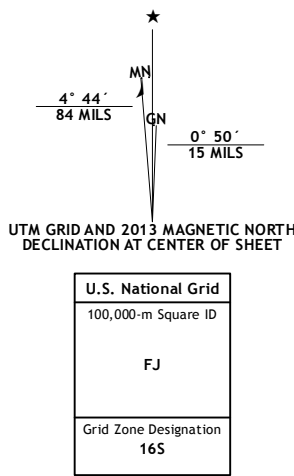 ★
MN
4° 44´
84 MILS
GN
0° 50´
15 MILS
UTM GRID AND 2013 MAGNETIC NORTH
DECLINATION AT CENTER OF SHEET
U.S. National Grid
100,000-m Square ID
FJ
Grid Zone Designation
16S